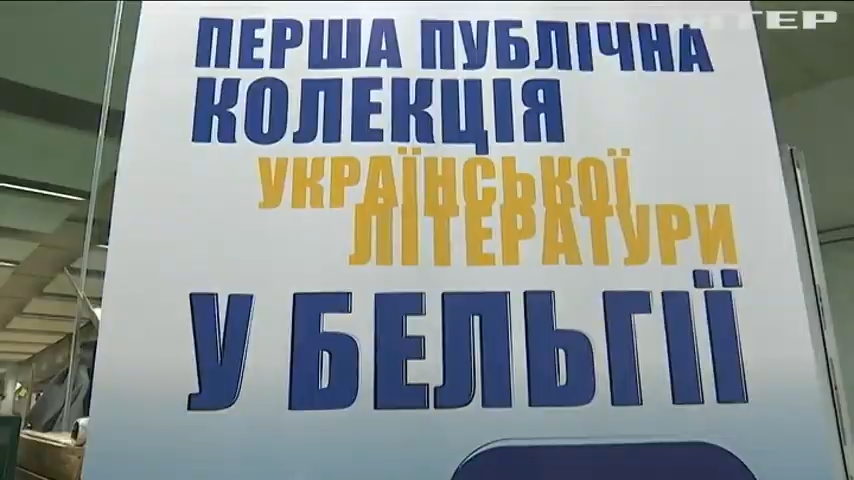 ІНТЕР
ПЕРША ПУБЛІЧНА
КОЛЕКЦІЯ
УКРАЇНСЬКОЇ
ЛІТЕРАТУРИ
У БЕЛЬГІЇ